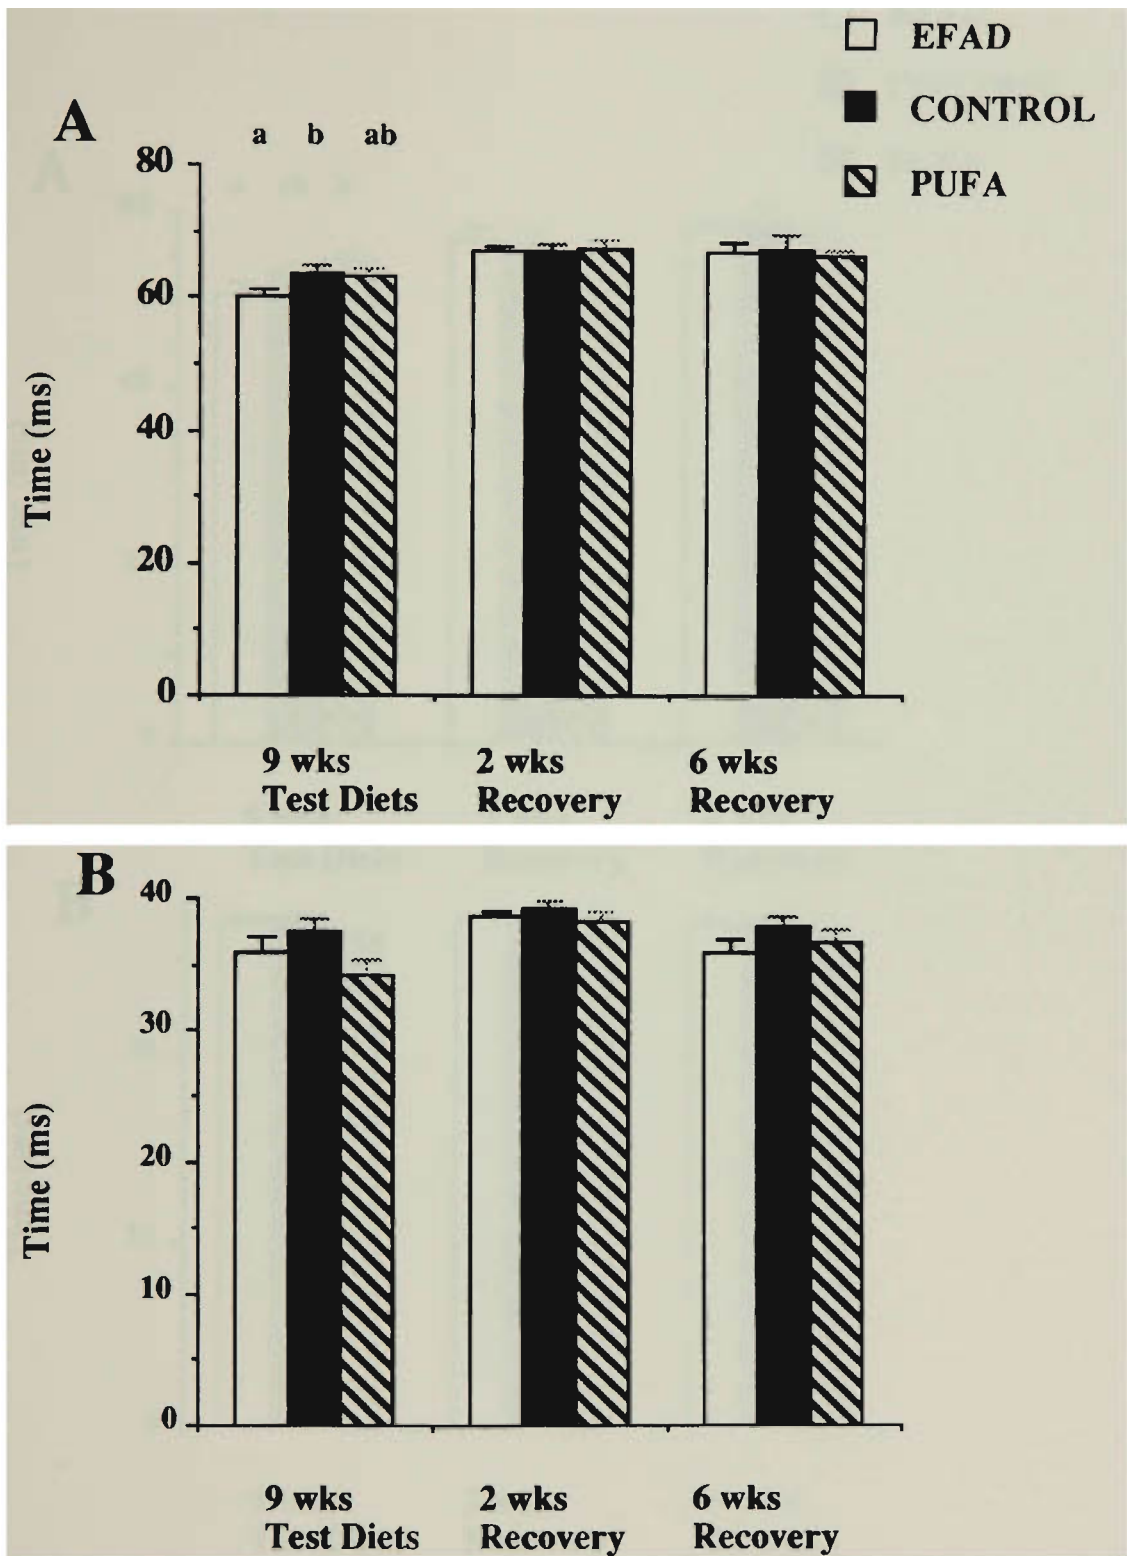 EFAD
CONTROL
PUFA
A
a b ab
80
60
40
20
0
Time (ms)
9 wks 2 wks 6 wks
Test Diets Recovery Recovery
B
40
30
20
10
0
Time (ms)
9 wks 2 wks 6 wks
Test Diets Recovery Recovery